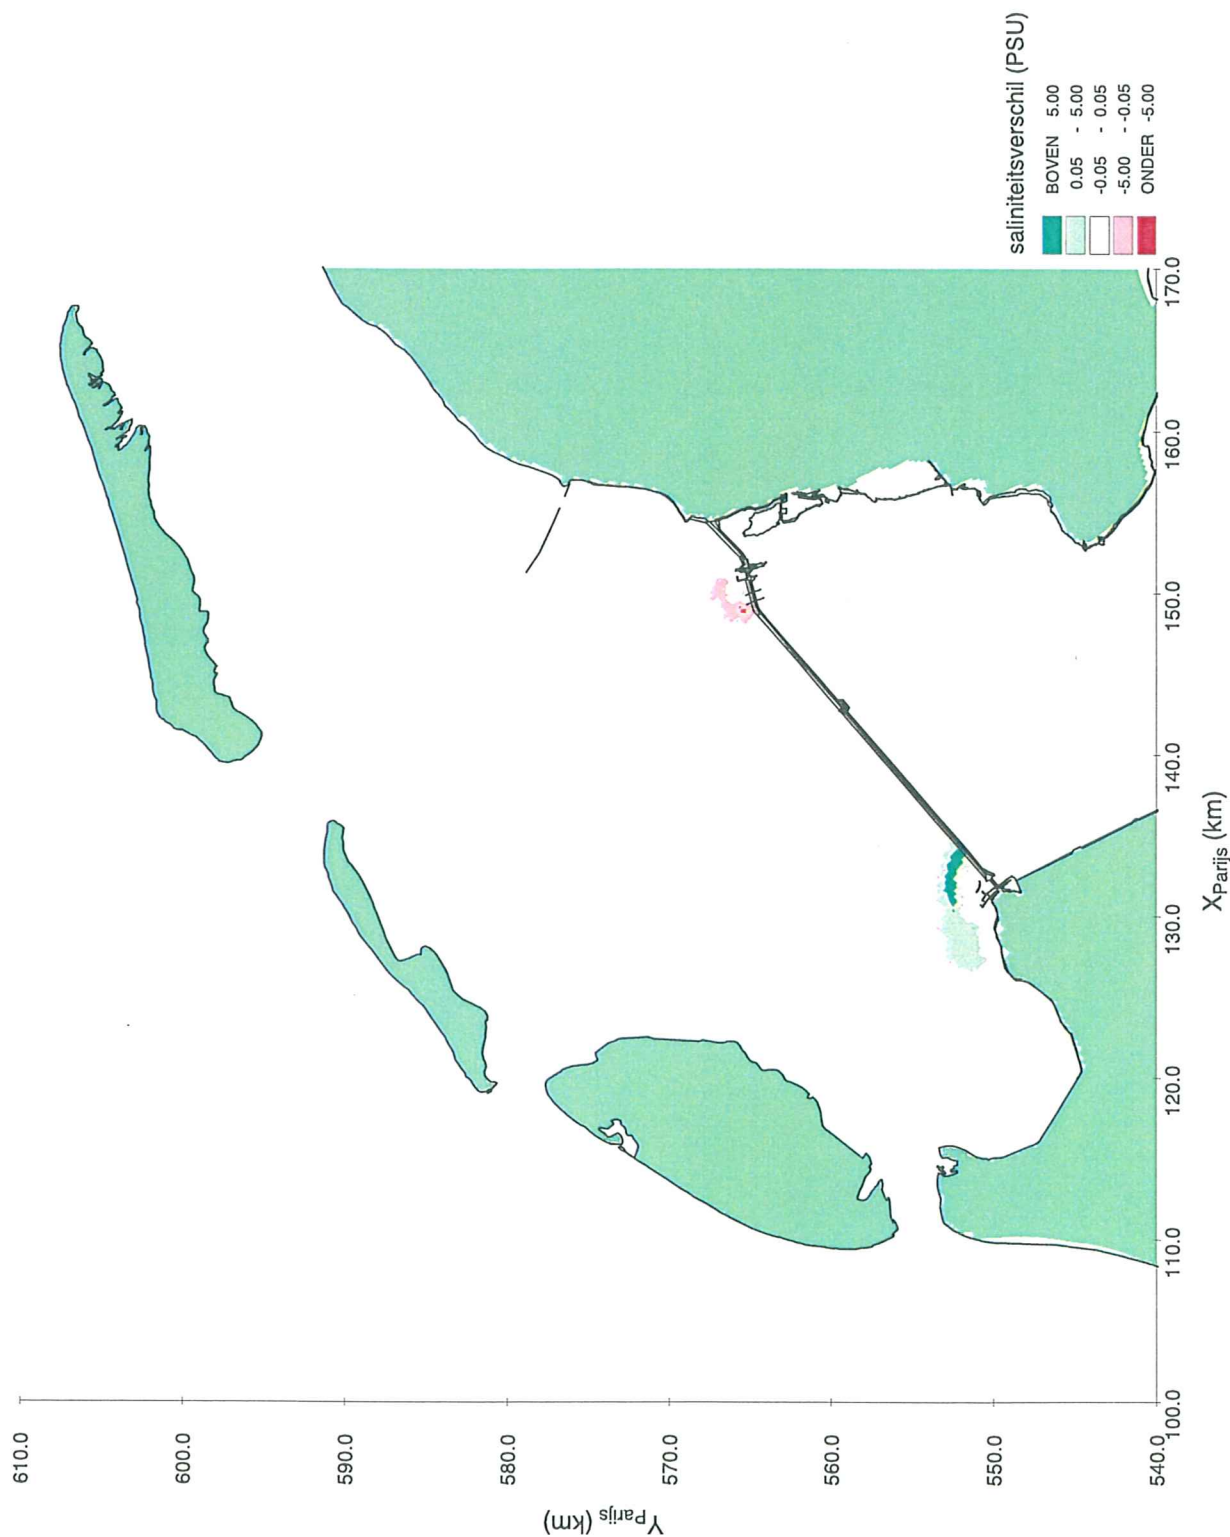 610.0
600.0
590.0
580.0
570.0
560.0
550.0
540.0
YParijs (km)
100.0
110.0
120.0
130.0
140.0
150.0
160.0
170.0
XParijs (km)
saliniteitsverschil (PSU)
BOVEN 5.00
0.05 - 5.00
-0.05 - 0.05
-5.00 - -0.05
ONDER -5.00